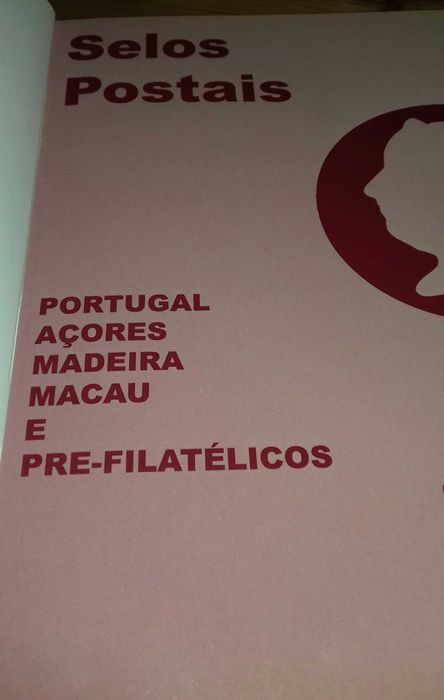 Selos
Postais
PORTUGAL
AÇORES
MADEIRA
MACAU
E
PRE-FILATÉLICOS